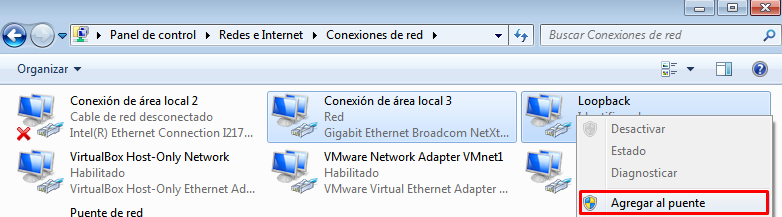 Panel de control
Redes e Internet
Conexiones de red
Buscar Conexiones de red
Organizar
Conexión de área local 2
Cable de red desconectado
Intel(R) Ethernet Connection I217...
Conexión de área local 3
Red
Gigabit Ethernet Broadcom NetXt...
Loopback
Desactivar
Estado
Diagnosticar
Agregar al puente
VirtualBox Host-Only Network
Habilitado
VirtualBox Host-Only Ethernet Ad...
VMware Network Adapter VMnet1
Habilitado
VMware Virtual Ethernet Adapter ...
Puente de red